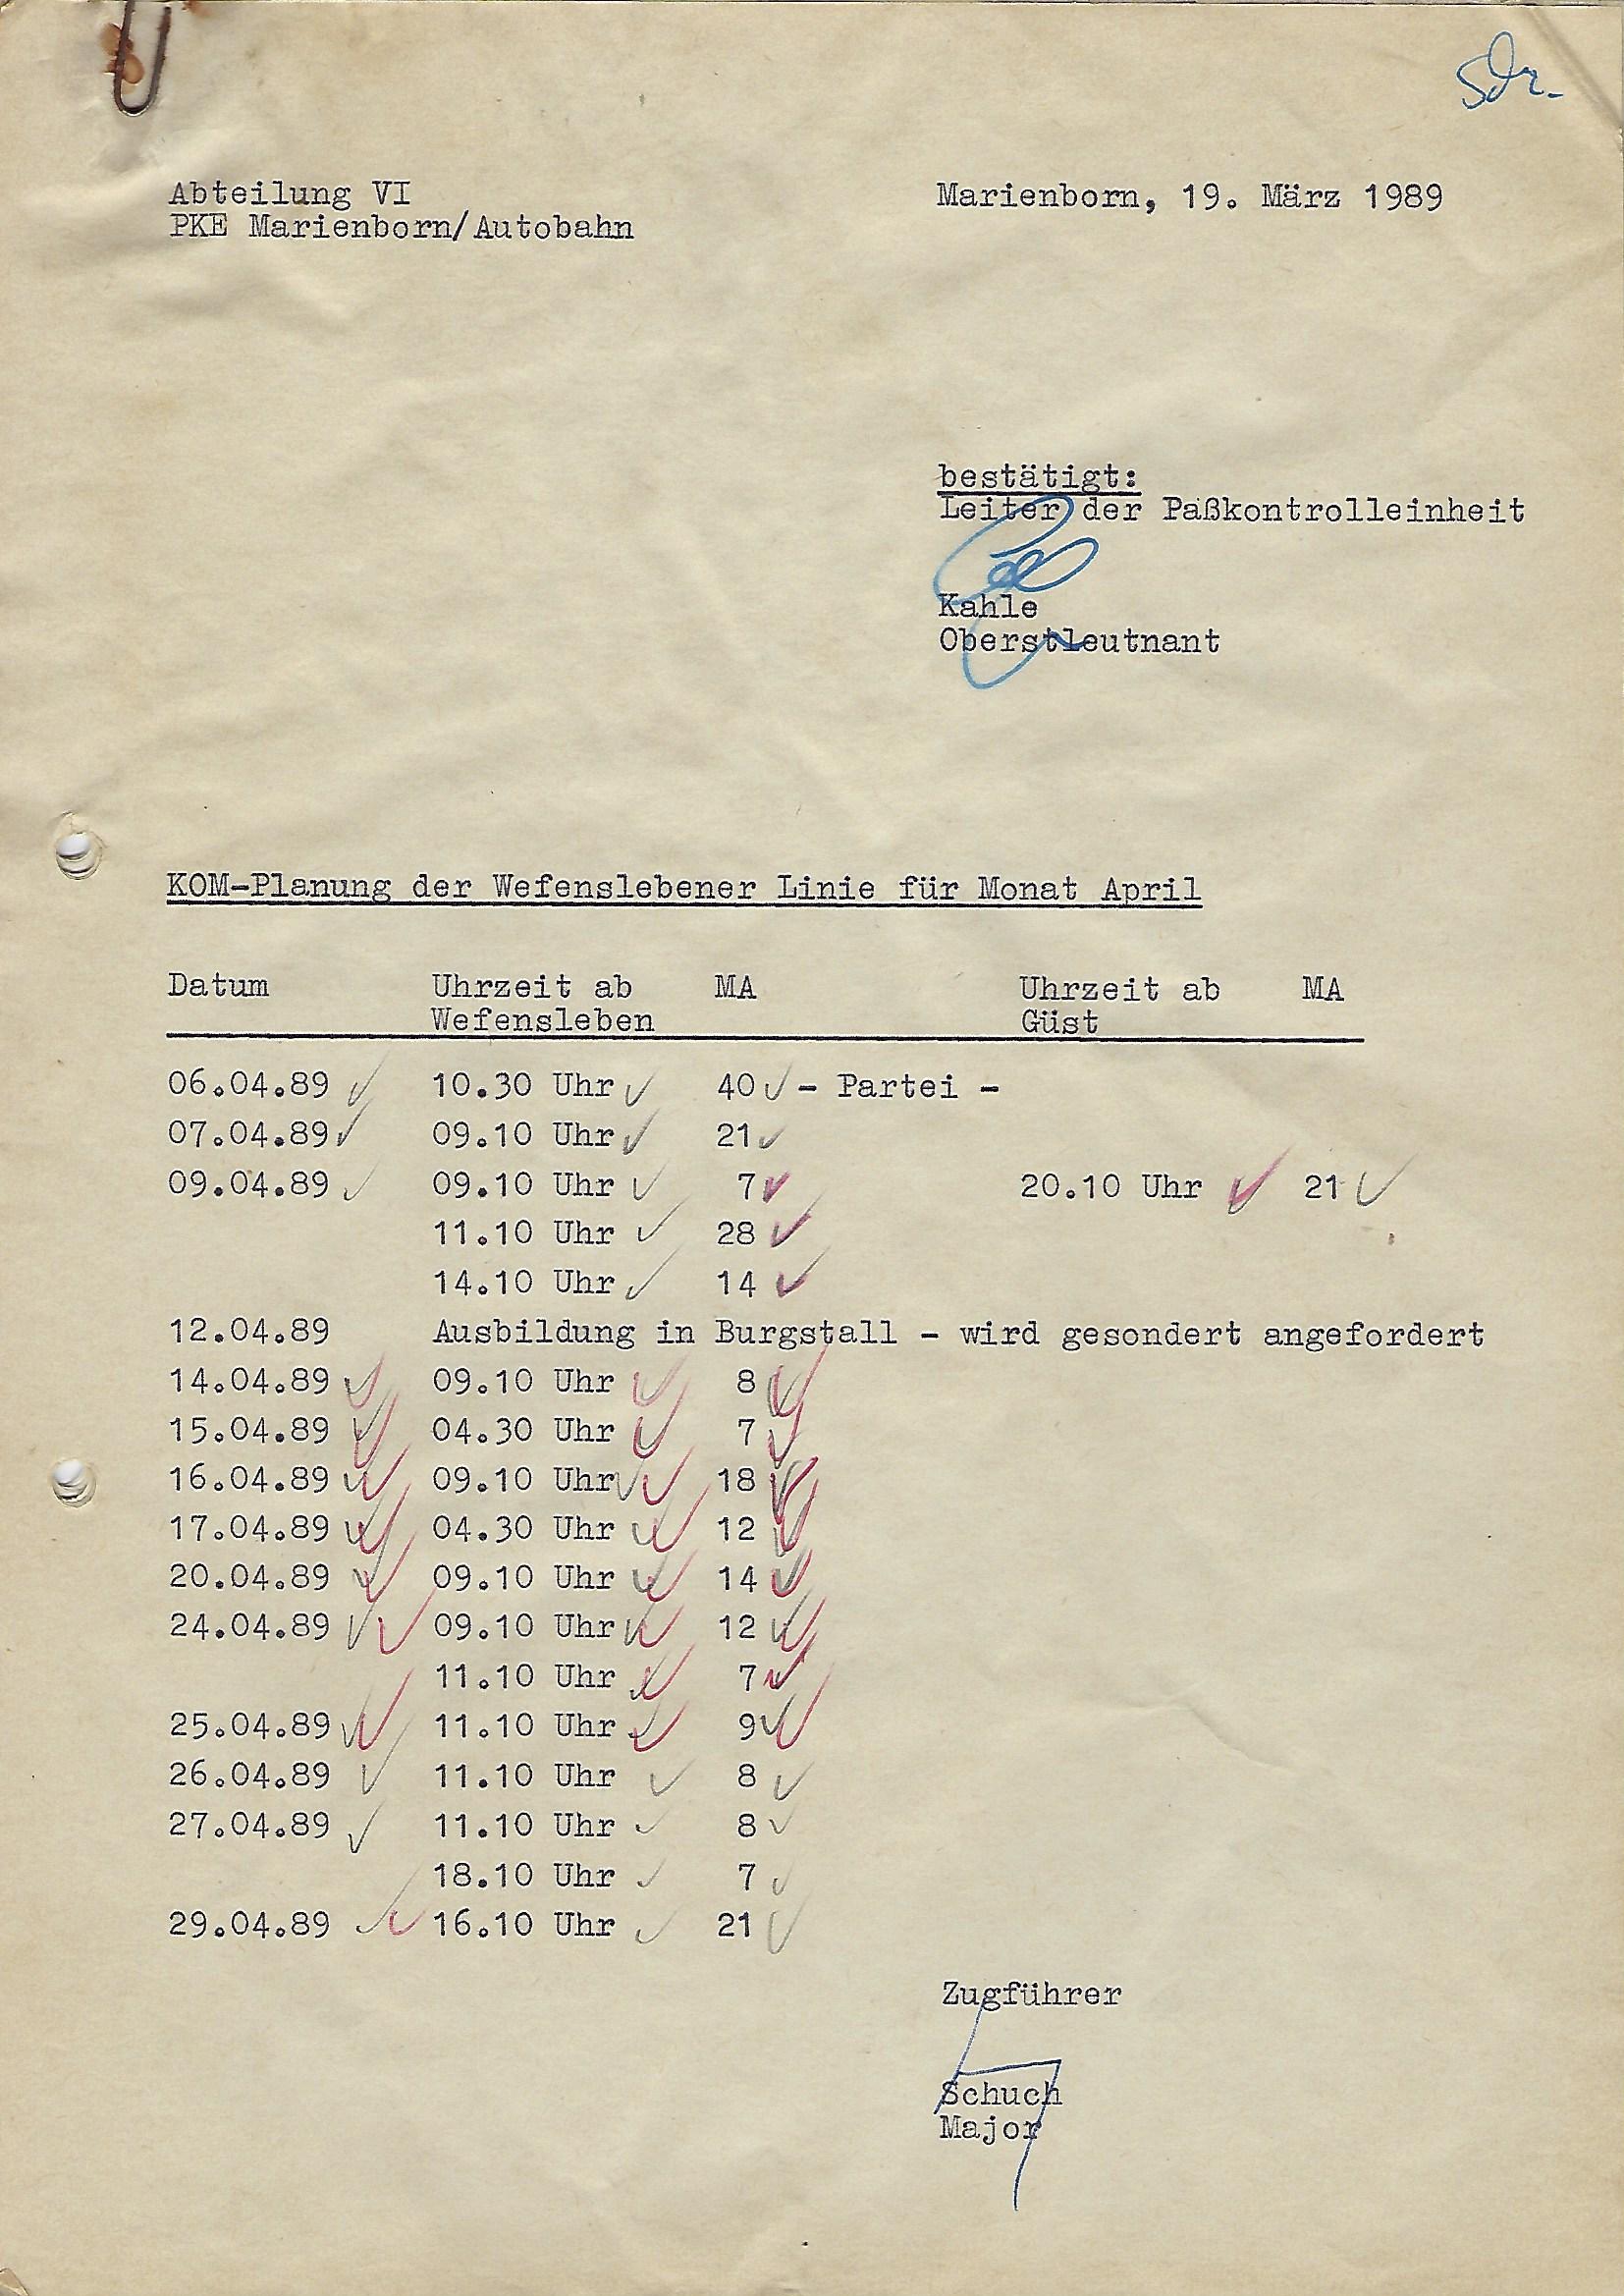 Abteilung VI Marienborn, 19. März 1989
PKE Marienborn/Autobahn
bestätigt:
Leiter der Paßkontrolleinheit
Kahle
Oberstleutnant
KOM-Planung der Wefenslebener Linie für Monat April
Datum Uhrzeit ab MA Uhrzeit ab MA
Wefensleben Güst
06.04.89 10.30 Uhr 40 - Partei -
07.04.89 09.10 Uhr 21
09.04.89 09.10 Uhr 7 20.10 Uhr 21
11.10 Uhr 28
14.10 Uhr 14
12.04.89 Ausbildung in Burgstall - wird gesondert angefordert
14.04.89 09.10 Uhr 8
15.04.89 04.30 Uhr 7
16.04.89 09.10 Uhr 18
17.04.89 04.30 Uhr 12
20.04.89 09.10 Uhr 14
24.04.89 09.10 Uhr 12
11.10 Uhr 7
25.04.89 11.10 Uhr 9
26.04.89 11.10 Uhr 8
27.04.89 11.10 Uhr 8
18.10 Uhr 7
29.04.89 16.10 Uhr 21
Zugführer
Schuch
Major